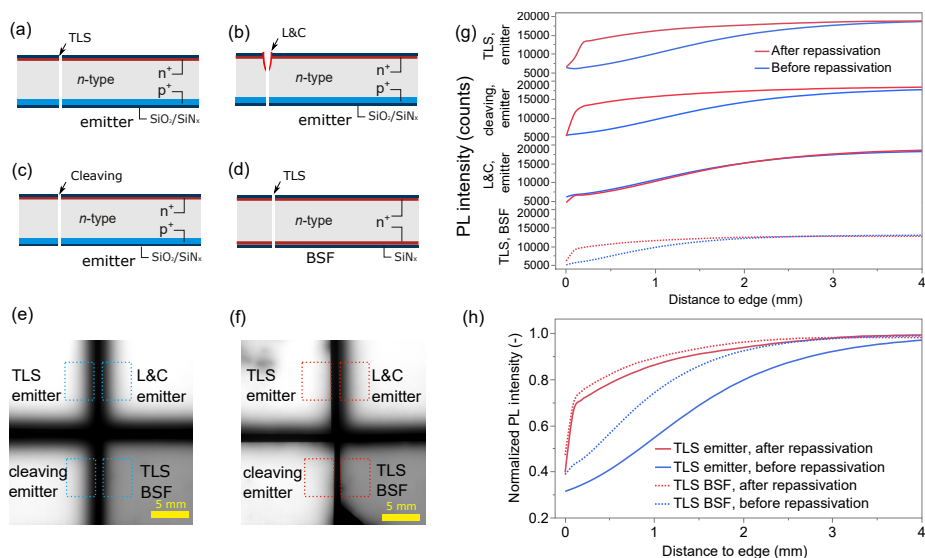 (a)
TLS
n-type
n⁺
p⁺
emitter
SiO₂/SiNₓ
(b)
L&C
n-type
n⁺
p⁺
emitter
SiO₂/SiNₓ
(c)
Cleaving
n-type
n⁺
p⁺
emitter
SiO₂/SiNₓ
(d)
TLS
n-type
n⁺
n⁺
BSF
SiNₓ
(e)
TLS
emitter
L&C
emitter
cleaving
emitter
TLS
BSF
5 mm
(f)
TLS
emitter
L&C
emitter
cleaving
emitter
TLS
BSF
5 mm
(g)
PL intensity (counts)
TLS,
emitter
20000
15000
10000
5000
After repassivation
Before repassivation
cleaving,
emitter
20000
15000
10000
5000
L&C,
emitter
20000
15000
10000
5000
TLS, BSF
20000
15000
10000
5000
0
1
2
3
4
Distance to edge (mm)
(h)
Normalized PL intensity (-)
1.0
0.8
0.6
0.4
0.2
TLS emitter, after repassivation
TLS emitter, before repassivation
TLS BSF, after repassivation
TLS BSF, before repassivation
0
1
2
3
4
Distance to edge (mm)